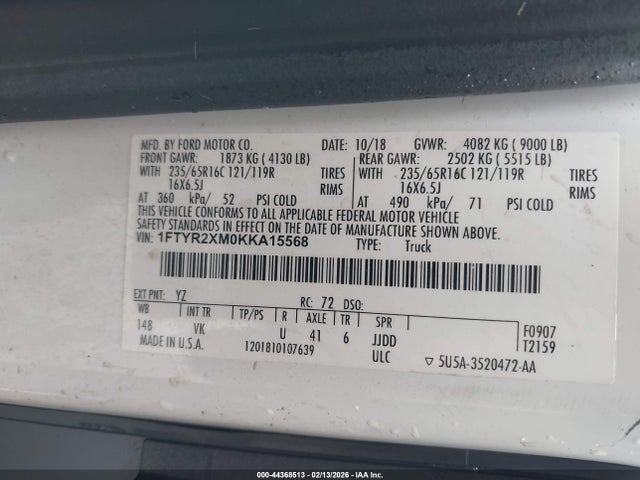 MFD. BY FORD MOTOR CO. DATE: 10/18 GVWR: 4082 KG ( 9000 LB)
FRONT GAWR: 1873 KG ( 4130 LB) REAR GAWR: 2502 KG ( 5515 LB)
WITH 235/65R16C 121/119R TIRES WITH 235/65R16C 121/119R TIRES
16X6.5J RIMS 16X6.5J RIMS
AT 360 kPa/ 52 PSI COLD AT 490 kPa/ 71 PSI COLD
THIS VEHICLE CONFORMS TO ALL APPLICABLE FEDERAL MOTOR VEHICLE
SAFETY STANDARDS IN EFFECT ON THE DATE OF MANUFACTURE SHOWN ABOVE.
VIN: 1FTYR2XM0KKA15568 TYPE: Truck
EXT PNT: YZ RC: 72 DSO:
WB INT TR TP/PS R AXLE TR SPR F0907
148 VK U 41 6 JJDD T2159
MADE IN U.S.A. 1201810107639 ULC ▽ 5U5A-3520472-AA
000-44368513 - 02/13/2026 - IAA Inc.